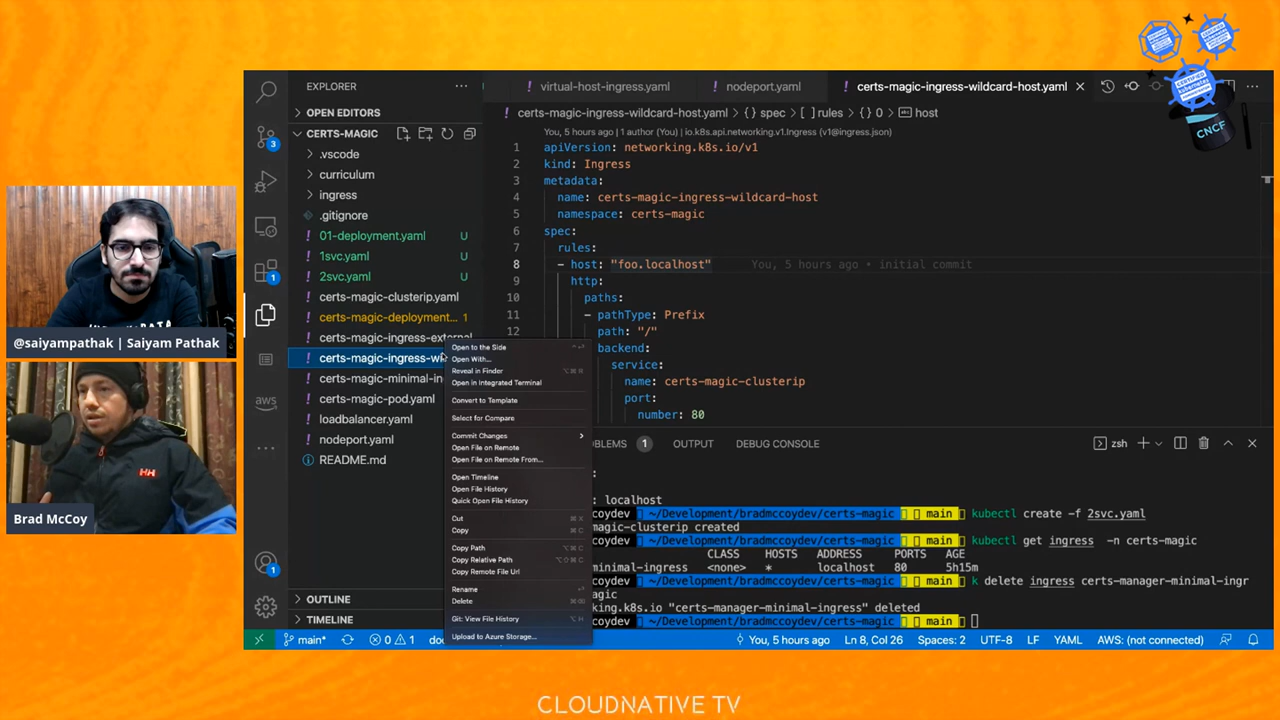 CNCF
@saiyampathak | Saiyam Pathak
Brad McCoy
EXPLORER
OPEN EDITORS
CERTS-MAGIC
.vscode
curriculum
ingress
.gitignore
01-deployment.yaml U
1svc.yaml U
2svc.yaml U
certs-magic-clusterip.yaml
certs-magic-deployment... 1
certs-magic-ingress-external
certs-magic-ingress-wi
certs-magic-minimal-in
certs-magic-pod.yaml
loadbalancer.yaml
nodeport.yaml
README.md
OUTLINE
TIMELINE
3
1
aws
1
virtual-host-ingress.yaml
nodeport.yaml
certs-magic-ingress-wildcard-host.yaml
certs-magic-ingress-wildcard-host.yaml > {} spec > [ ] rules > {} 0 > host
You, 5 hours ago | 1 author (You) | io.k8s.api.networking.v1.Ingress (v1@ingress.json)
1 apiVersion: networking.k8s.io/v1
2 kind: Ingress
3 metadata:
4 name: certs-magic-ingress-wildcard-host
5 namespace: certs-magic
6 spec:
7 rules:
8 - host: "foo.localhost" You, 5 hours ago • initial commit
9 http:
10 paths:
11 - pathType: Prefix
12 path: "/"
backend:
service:
name: certs-magic-clusterip
port:
number: 80
Open to the Side
Open With...
Reveal in Finder
Open in Integrated Terminal
Convert to Template
Select for Compare
Commit Changes
Open File on Remote
Open File on Remote From...
Open Timeline
Open File History
Quick Open File History
Cut ⌘X
Copy ⌘C
Copy Path
Copy Relative Path
Copy Remote File Url
Rename
Delete
Git: View File History
Upload to Azure Storage...
OBLEMS 1 OUTPUT DEBUG CONSOLE
zsh
:
: localhost
coydev ~/Development/bradmccoydev/certs-magic main kubectl create -f 2svc.yaml
magic-clusterip created
coydev ~/Development/bradmccoydev/certs-magic main kubectl get ingress -n certs-magic
CLASS HOSTS ADDRESS PORTS AGE
minimal-ingress <none> * localhost 80 5h15m
coydev ~/Development/bradmccoydev/certs-magic main k delete ingress certs-manager-minimal-ingr
agic
king.k8s.io "certs-manager-minimal-ingress" deleted
coydev ~/Development/bradmccoydev/certs-magic main
main* 0 1 doc
You, 5 hours ago Ln 8, Col 26 Spaces: 2 UTF-8 LF YAML AWS: (not connected)
CLOUDNATIVE TV